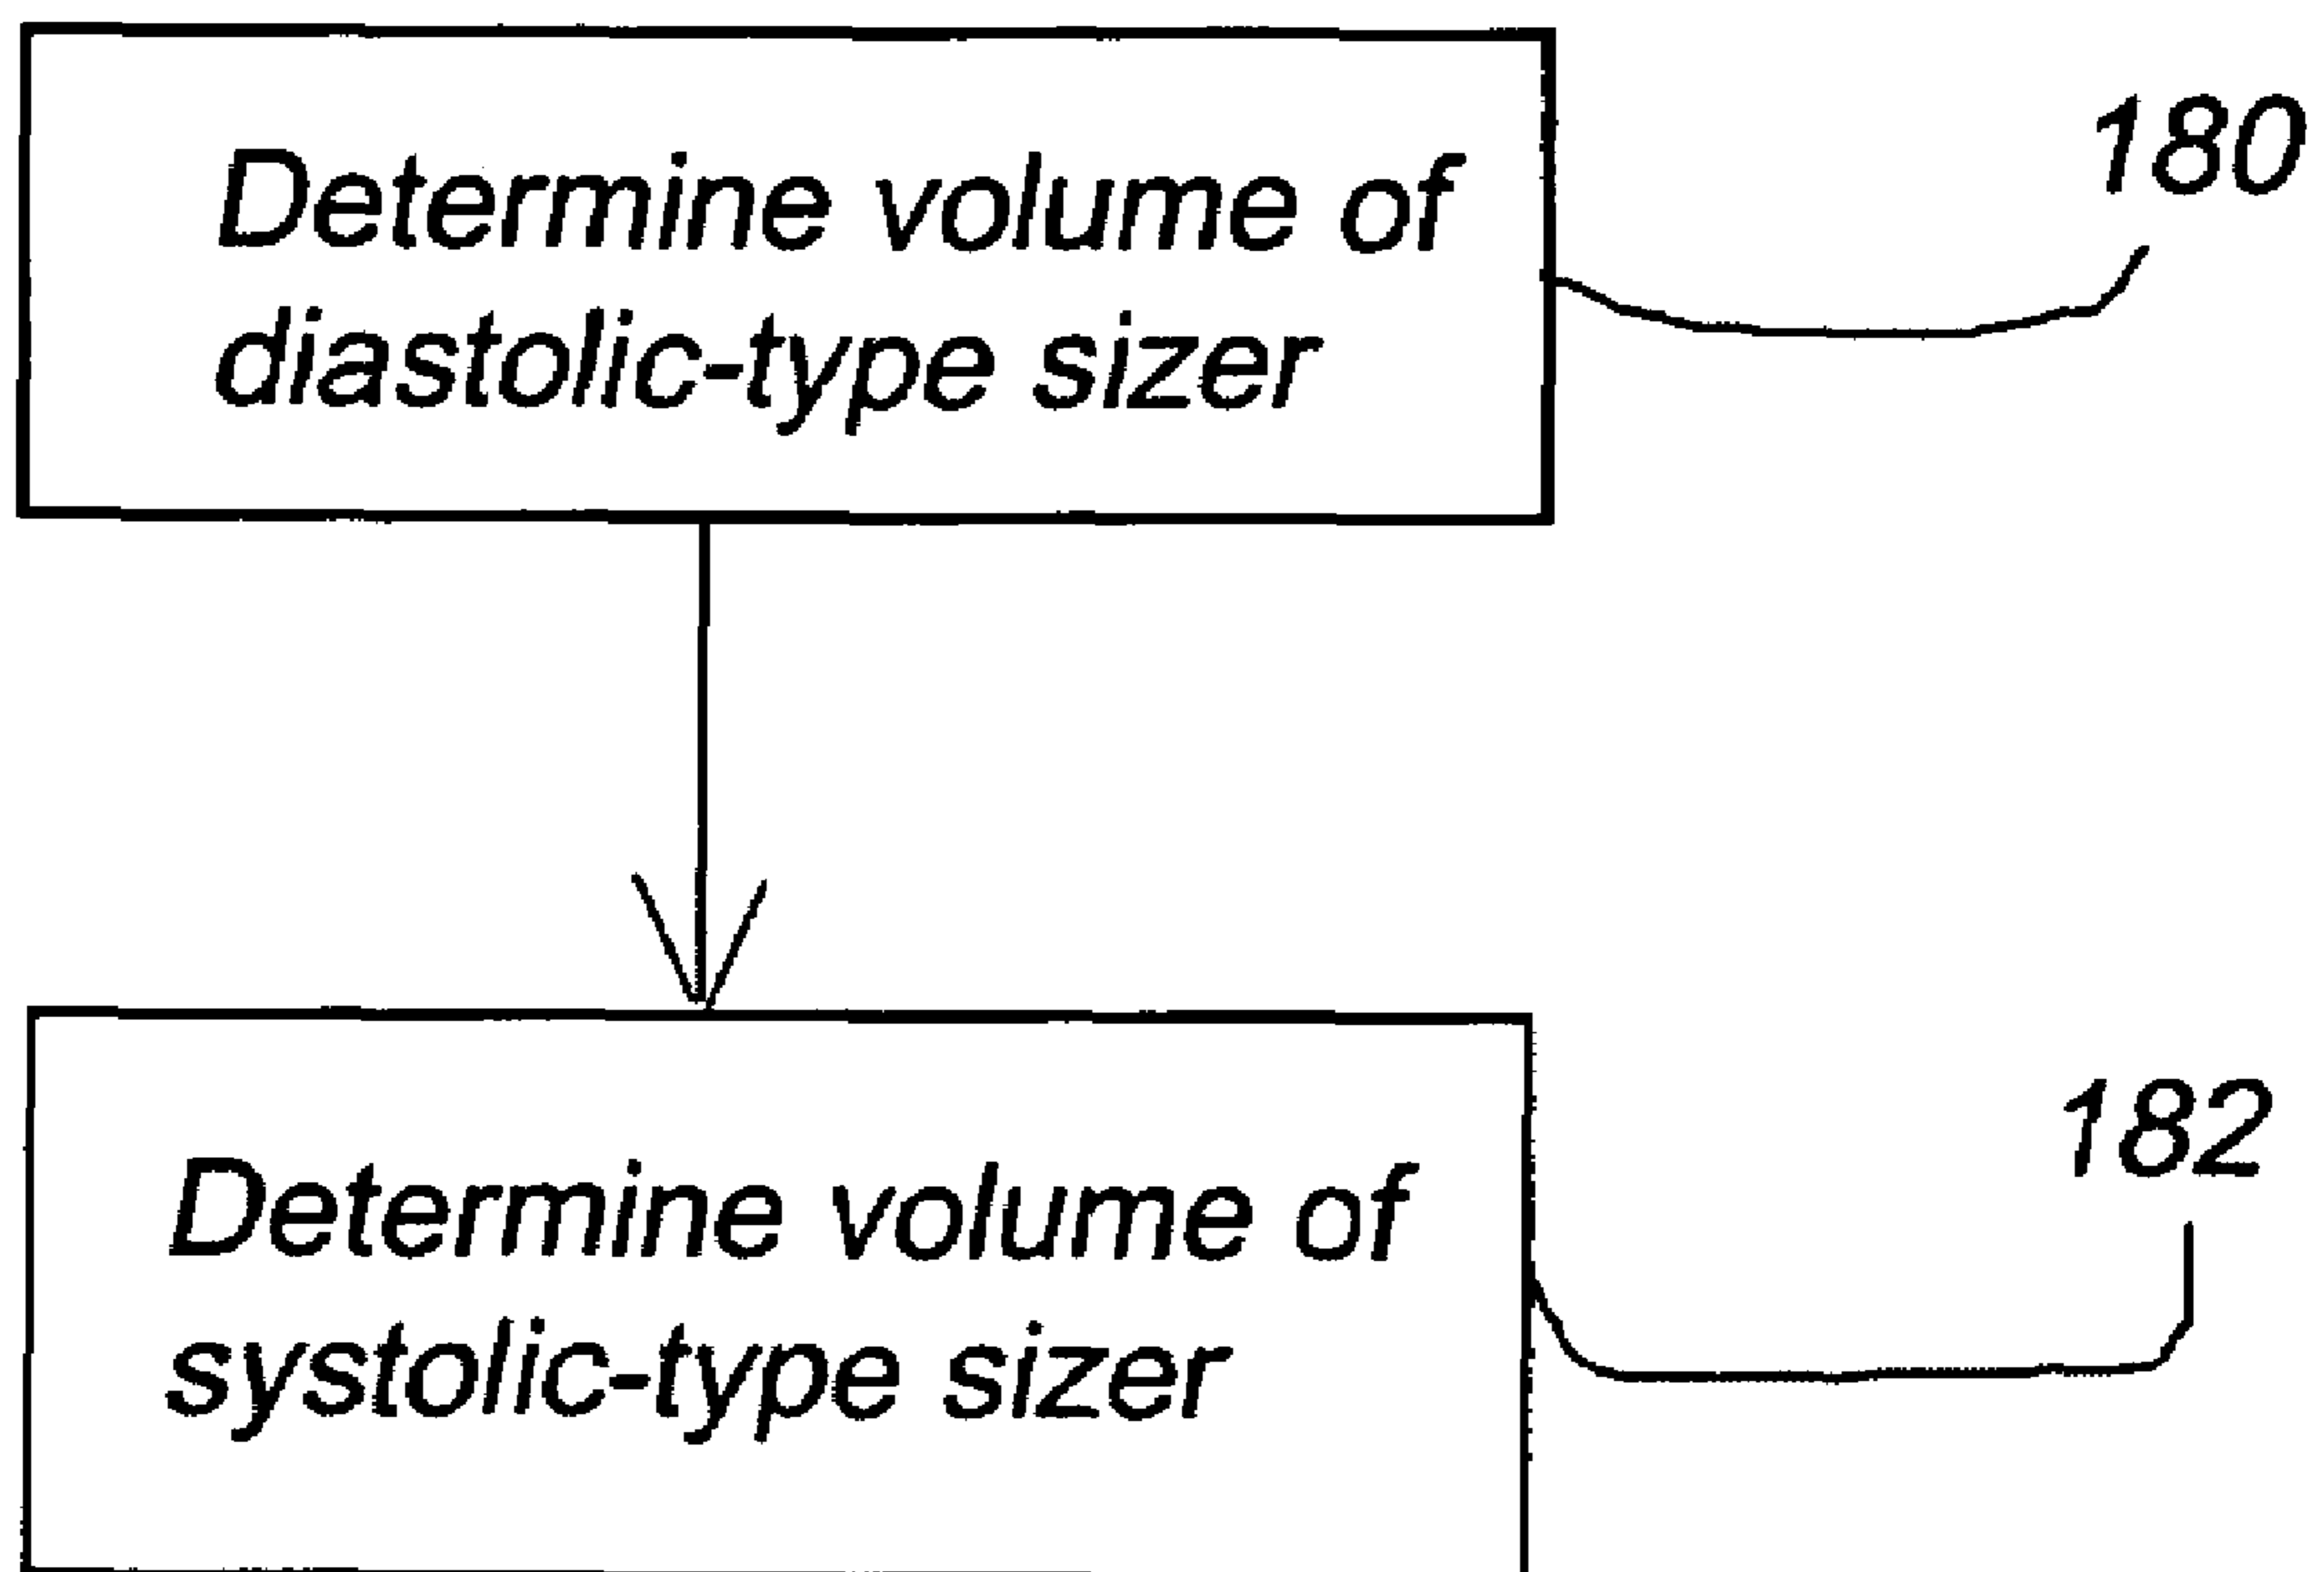 Determine volume of
diastolic-type sizer
180
Determine volume of
systolic-type sizer
182